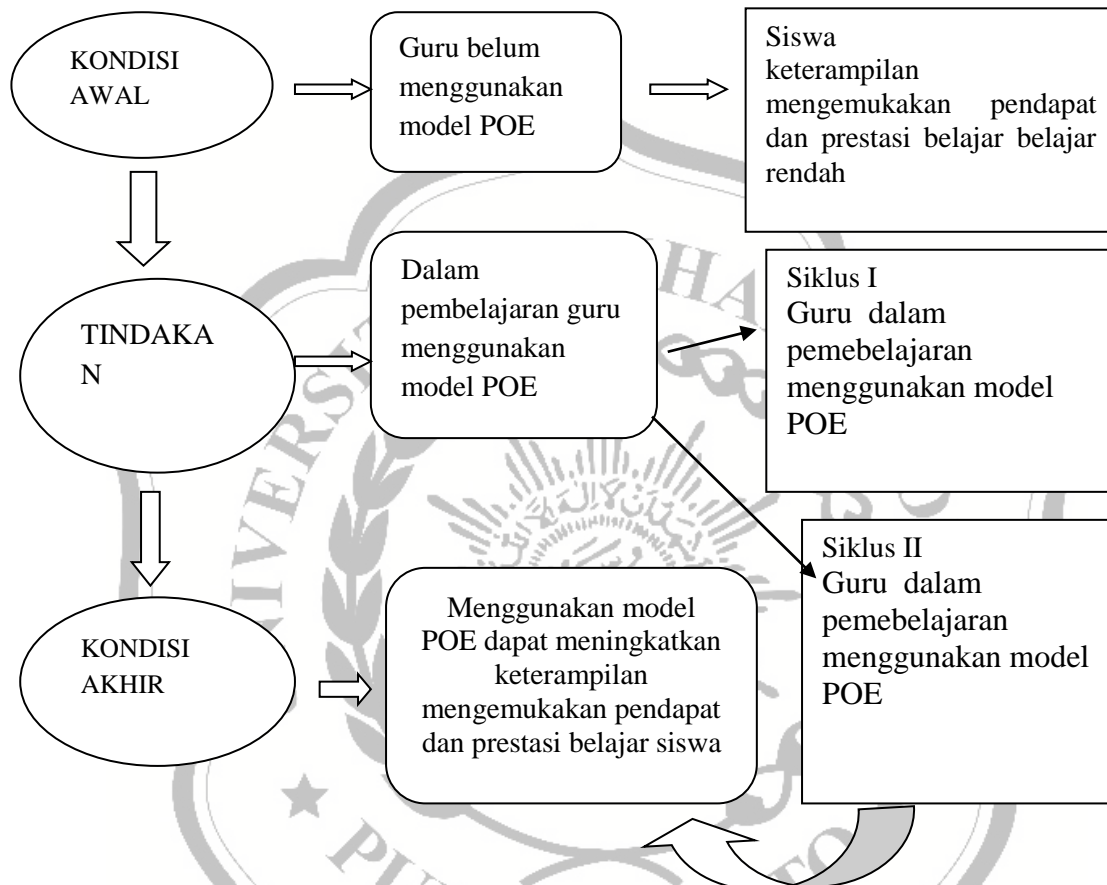 KONDISI
AWAL
Guru belum
menggunakan
model POE
Siswa
keterampilan
mengemukakan pendapat
dan prestasi belajar belajar
rendah
TINDAKA
N
Dalam
pembelajaran guru
menggunakan
model POE
Siklus I
Guru dalam
pemebelajaran
menggunakan model
POE
Siklus II
Guru dalam
pemebelajaran
menggunakan model
POE
KONDISI
AKHIR
Menggunakan model
POE dapat meningkatkan
keterampilan
mengemukakan pendapat
dan prestasi belajar siswa